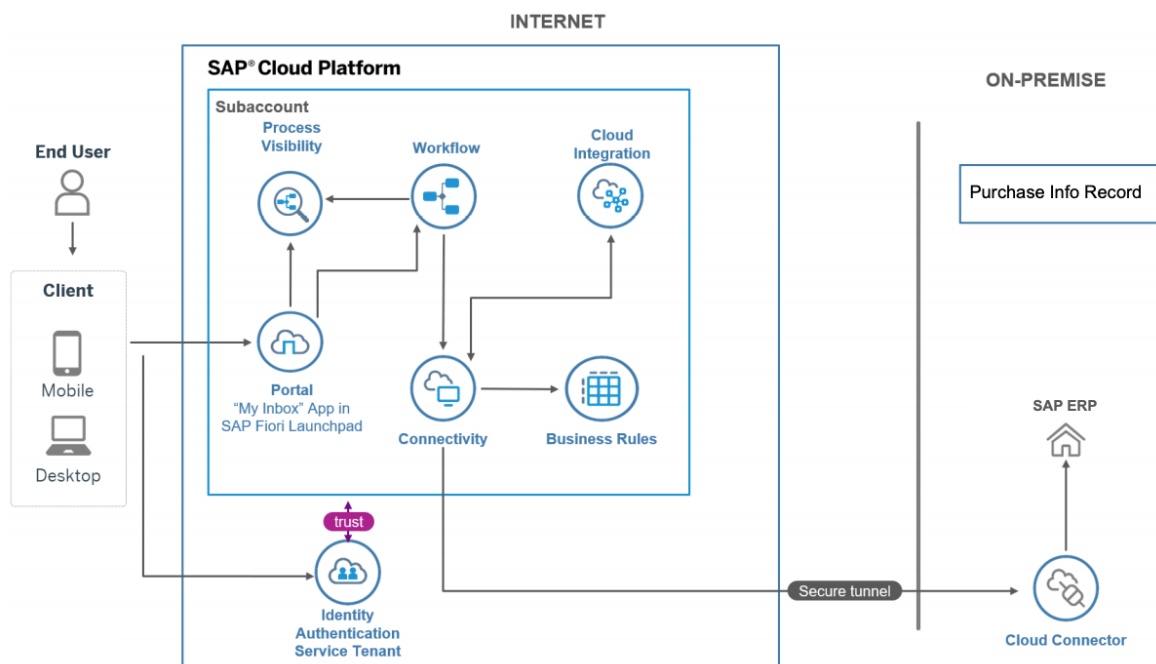 INTERNET
SAP® Cloud Platform
ON-PREMISE
Subaccount
Process
Visibility
Workflow
Cloud
Integration
End User
Purchase Info Record
Client
Mobile
Desktop
Portal
“My Inbox” App in
SAP Fiori Launchpad
Connectivity
Business Rules
SAP ERP
trust
Secure tunnel
Identity
Authentication
Service Tenant
Cloud Connector